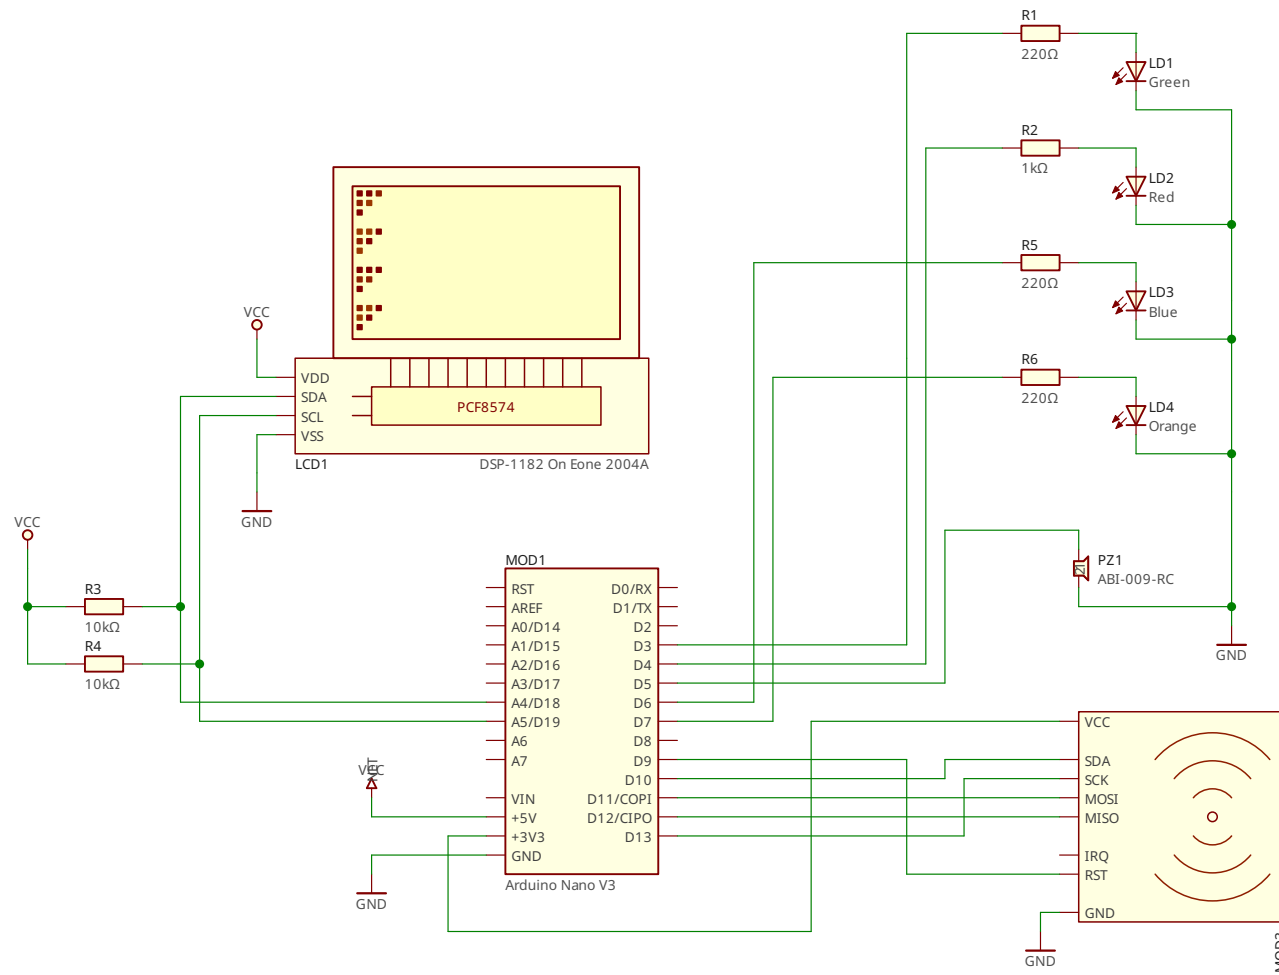 R1
220Ω
LD1
Green
R2
1kΩ
LD2
Red
R5
220Ω
LD3
Blue
R6
220Ω
LD4
Orange
VCC
VDD
SDA
SCL
VSS
PCF8574
LCD1
DSP-1182 On Eone 2004A
GND
VCC
R3
10kΩ
R4
10kΩ
MOD1
RST
AREF
A0/D14
A1/D15
A2/D16
A3/D17
A4/D18
A5/D19
A6
A7
VIN
+5V
+3V3
GND
D0/RX
D1/TX
D2
D3
D4
D5
D6
D7
D8
D9
D10
D11/COPI
D12/CIPO
D13
Arduino Nano V3
VCC
NET
GND
PZ1
ABI-009-RC
GND
VCC
SDA
SCK
MOSI
MISO
IRQ
RST
GND
GND